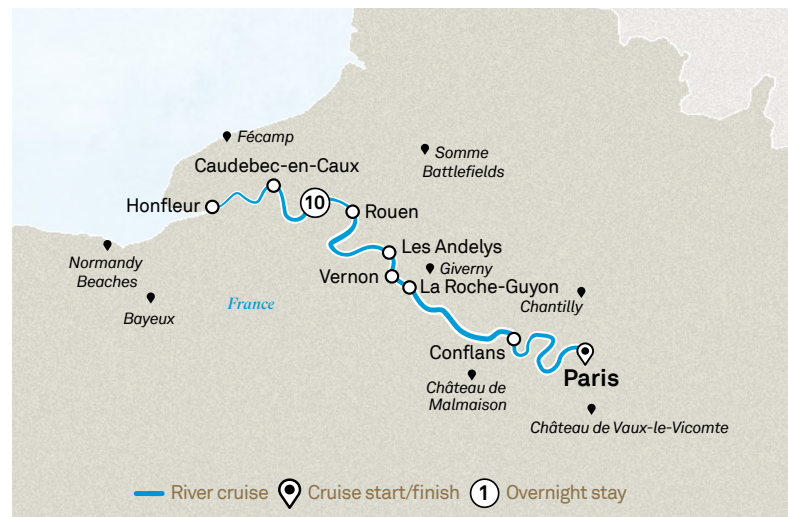 Fécamp
Somme
Battlefields
Caudebec-en-Caux
Honfleur
10
Rouen
Les Andelys
Normandy
Beaches
Giverny
Vernon
La Roche-Guyon
Chantilly
Bayeux
France
Conflans
Paris
Château de
Malmaison
Château de Vaux-le-Vicomte
River cruise
Cruise start/finish
1
Overnight stay